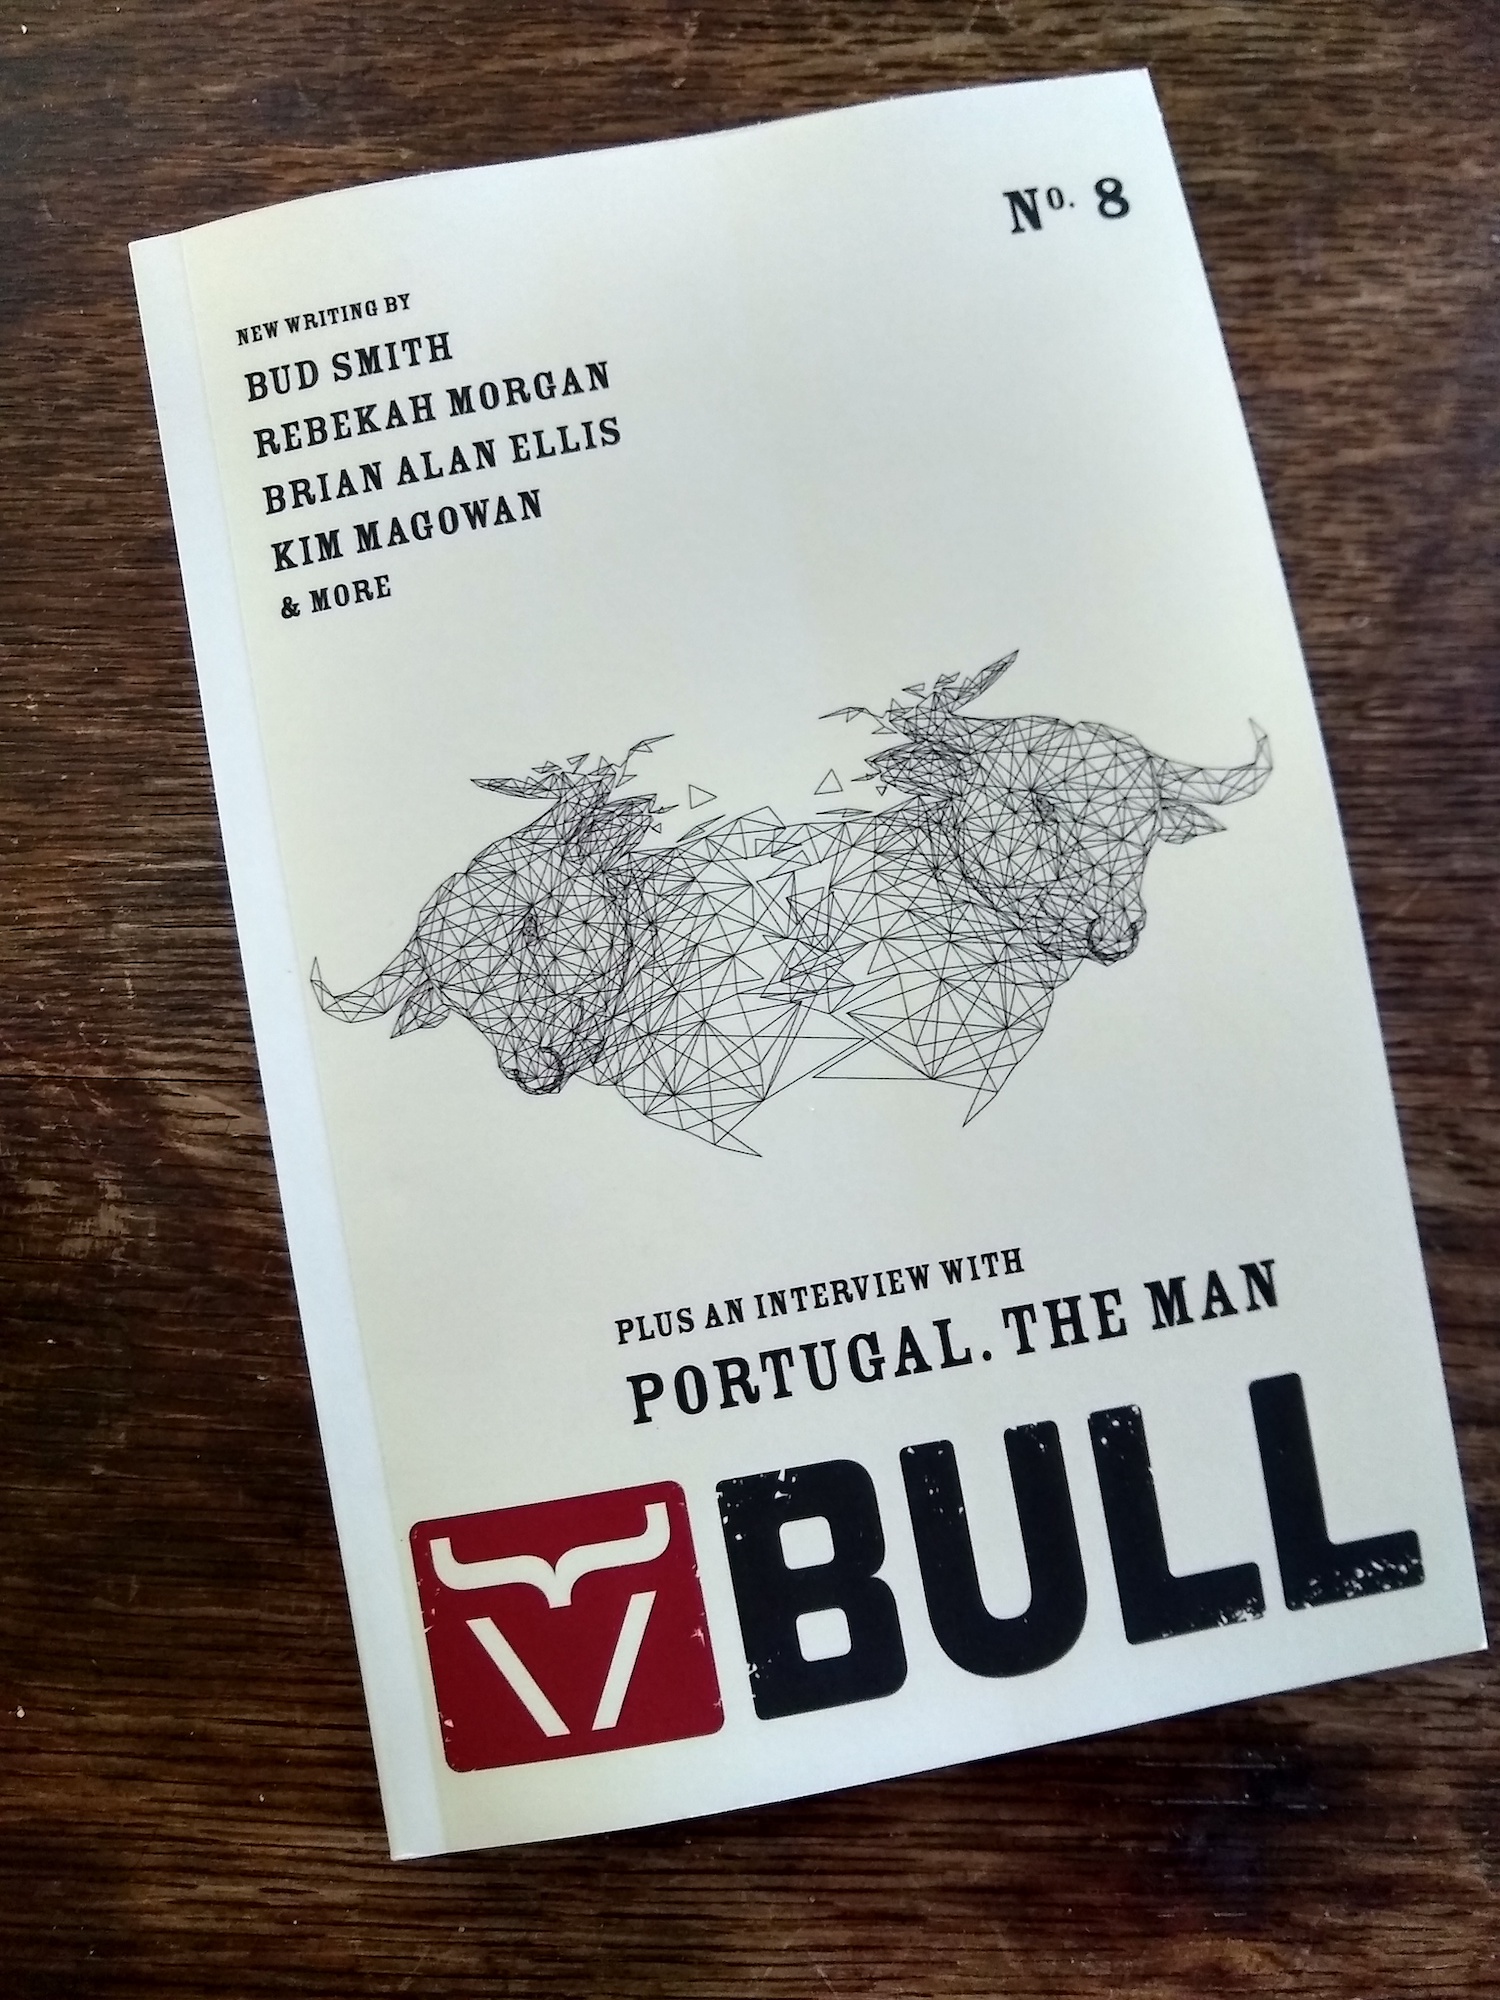 Nº. 8
NEW WRITING BY
BUD SMITH
REBEKAH MORGAN
BRIAN ALAN ELLIS
KIM MAGOWAN
& MORE
PLUS AN INTERVIEW WITH
PORTUGAL. THE MAN
BULL